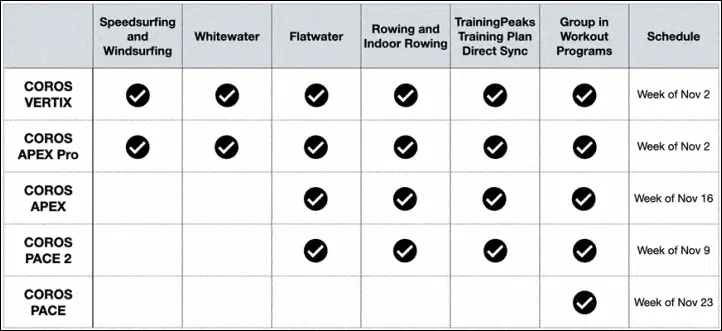 Speedsurfing and Windsurfing
Whitewater
Flatwater
Rowing and Indoor Rowing
TrainingPeaks Training Plan Direct Sync
Group in Workout Programs
Schedule
COROS VERTIX
Week of Nov 2
COROS APEX Pro
Week of Nov 2
COROS APEX
Week of Nov 16
COROS PACE 2
Week of Nov 9
COROS PACE
Week of Nov 23